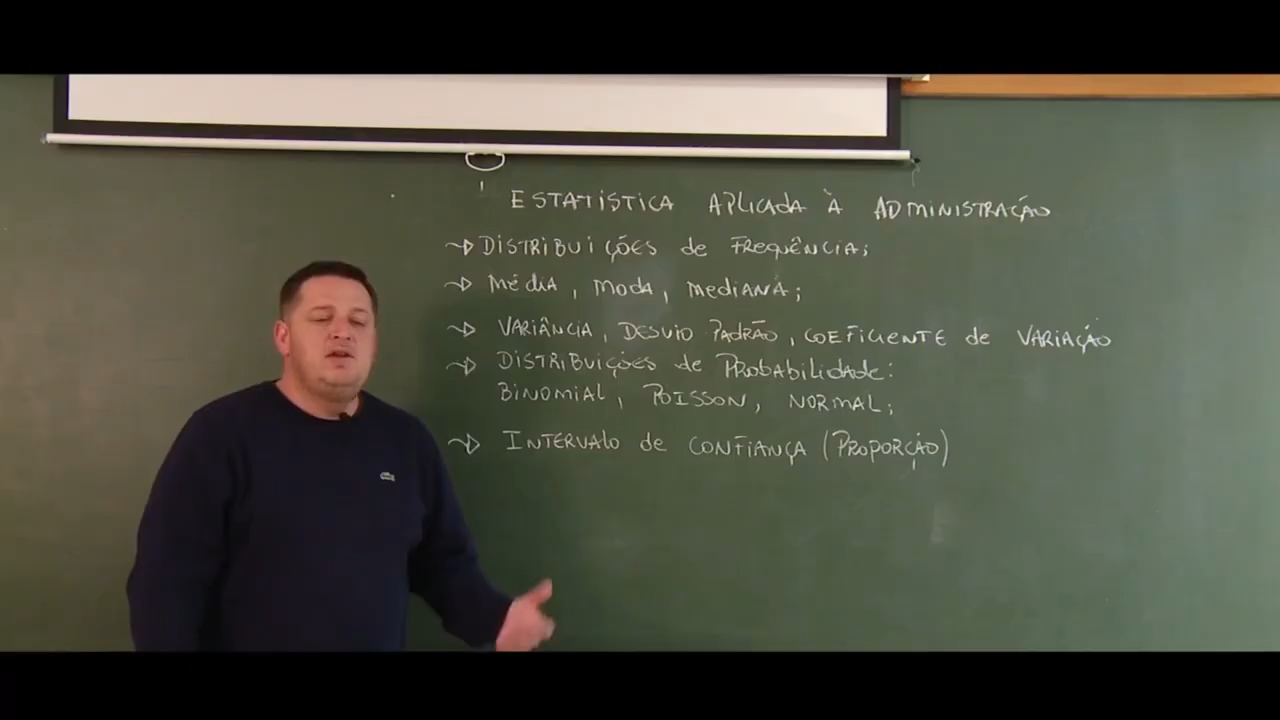 ESTATÍSTICA APLICADA À ADMINISTRAÇÃO
DISTRIBUIÇÕES de FREQUÊNCIA;
MÉDIA, MODA, MEDIANA;
VARIÂNCIA, DESVIO PADRÃO, COEFICIENTE de VARIAÇÃO
DISTRIBUIÇÕES de PROBABILIDADE:
BINOMIAL, POISSON, NORMAL;
INTERVALO de CONFIANÇA (PROPORÇÃO)